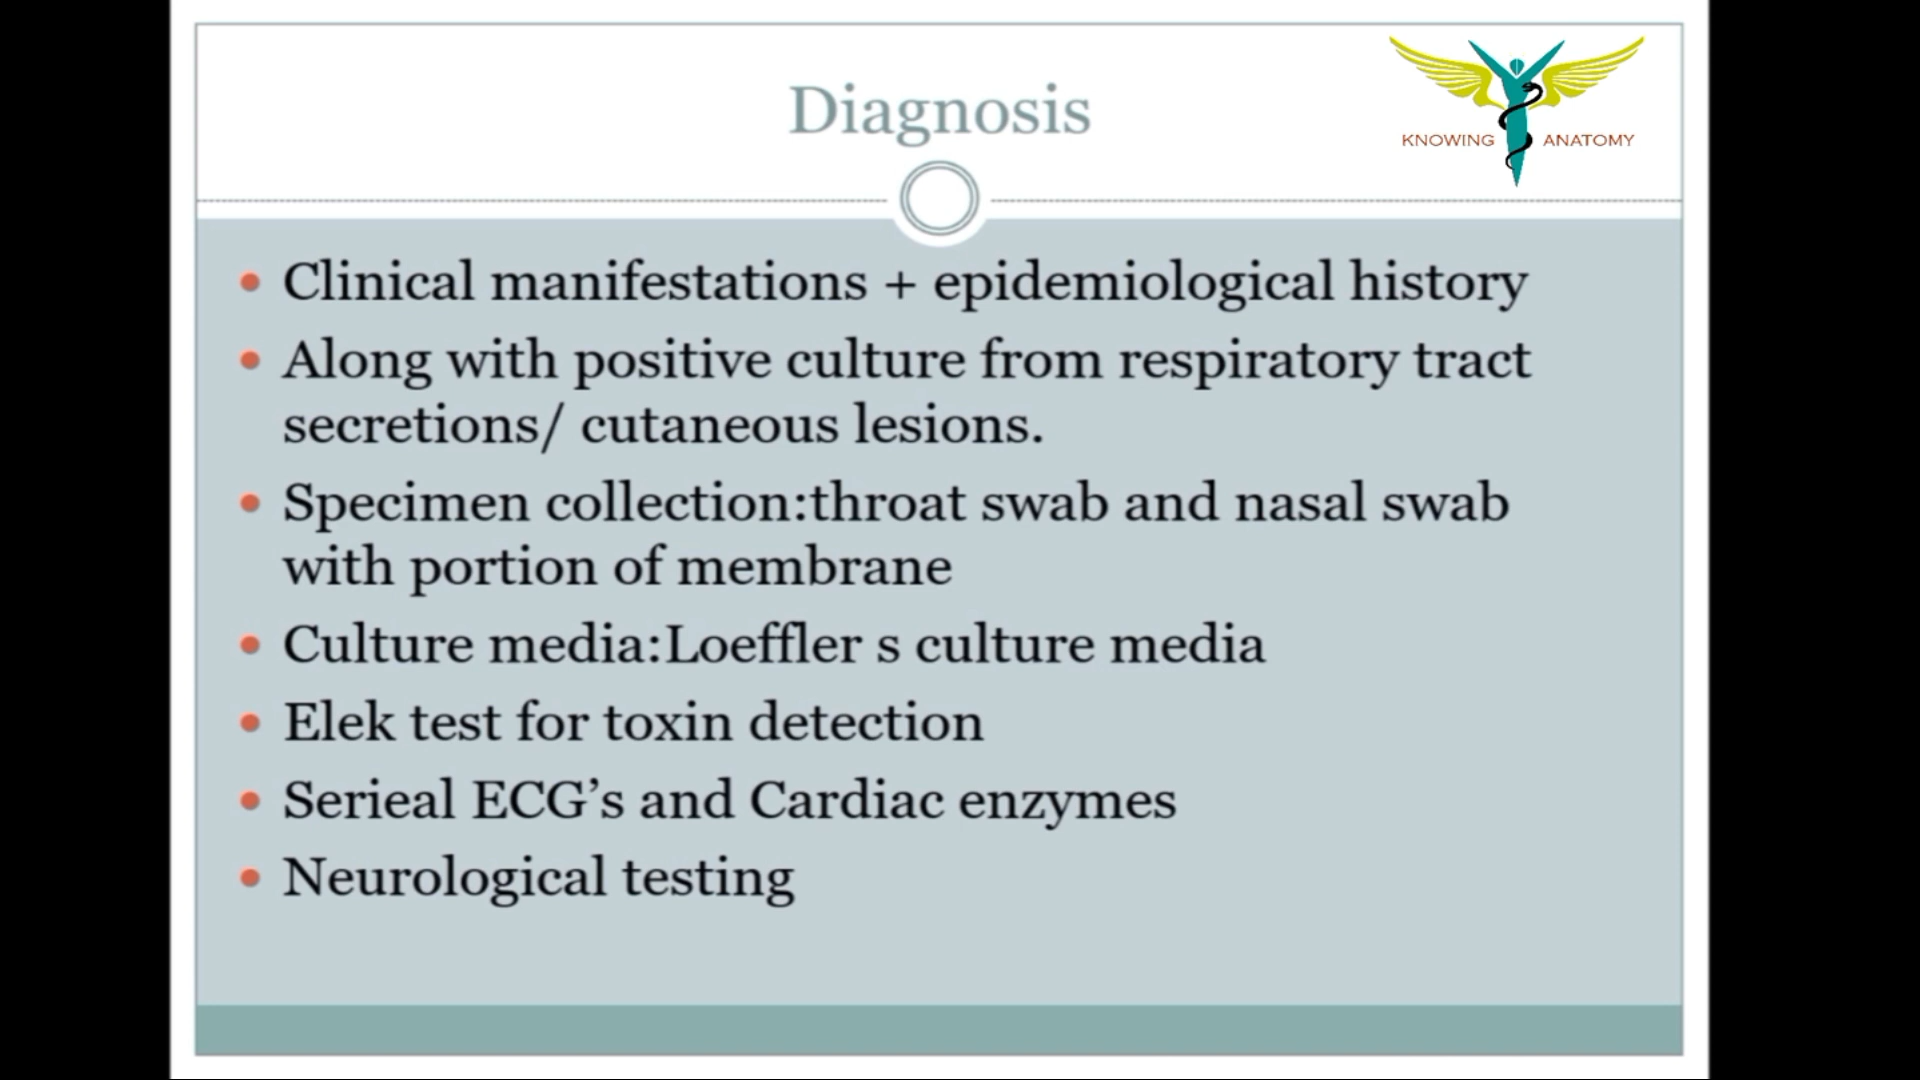 Diagnosis
KNOWING ANATOMY
Clinical manifestations + epidemiological history
Along with positive culture from respiratory tract
secretions/ cutaneous lesions.
Specimen collection:throat swab and nasal swab
with portion of membrane
Culture media:Loeffler s culture media
Elek test for toxin detection
Serieal ECG’s and Cardiac enzymes
Neurological testing